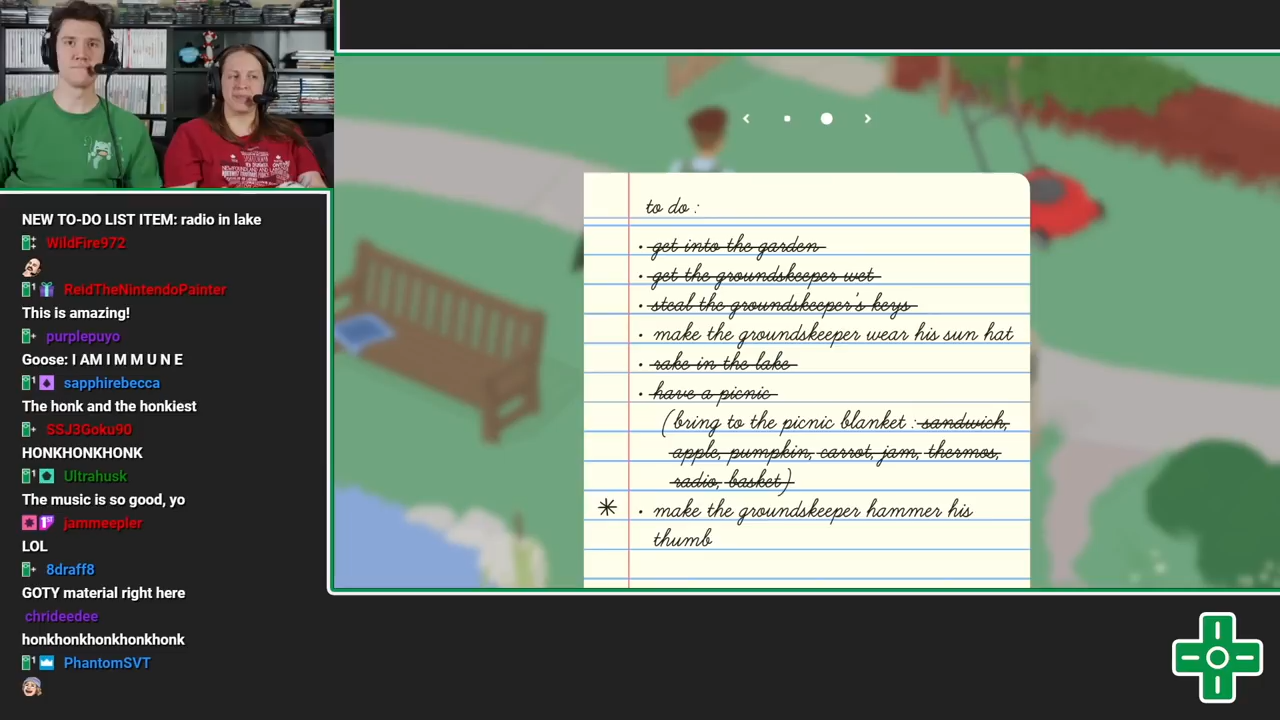 NEW TO-DO LIST ITEM: radio in lake
WildFire972
ReidTheNintendoPainter
This is amazing!
purplepuyo
Goose: I AM I M M U N E
sapphirebecca
The honk and the honkiest
SSJ3Goku90
HONKHONKHONK
Ultrahusk
The music is so good, yo
jammeepler
LOL
8draff8
GOTY material right here
chrideedee
honkhonkhonkhonkhonk
PhantomSVT
to do :
• get into the garden
• get the groundskeeper wet
• steal the groundskeeper's keys
• make the groundskeeper wear his sun hat
• rake in the lake
• have a picnic
(bring to the picnic blanket : sandwich,
apple, pumpkin, carrot, jam, thermos,
radio, basket)
• make the groundskeeper hammer his
thumb